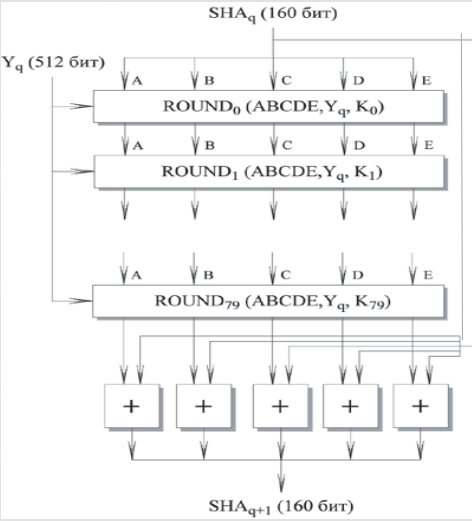 SHAq (160 бит)
Yq (512 бит)
A B C D E
ROUND0 (ABCDE,Yq, K0)
A B C D E
ROUND1 (ABCDE,Yq, K1)
A B C D E
ROUND79 (ABCDE,Yq, K79)
+ + + + +
SHAq+1 (160 бит)